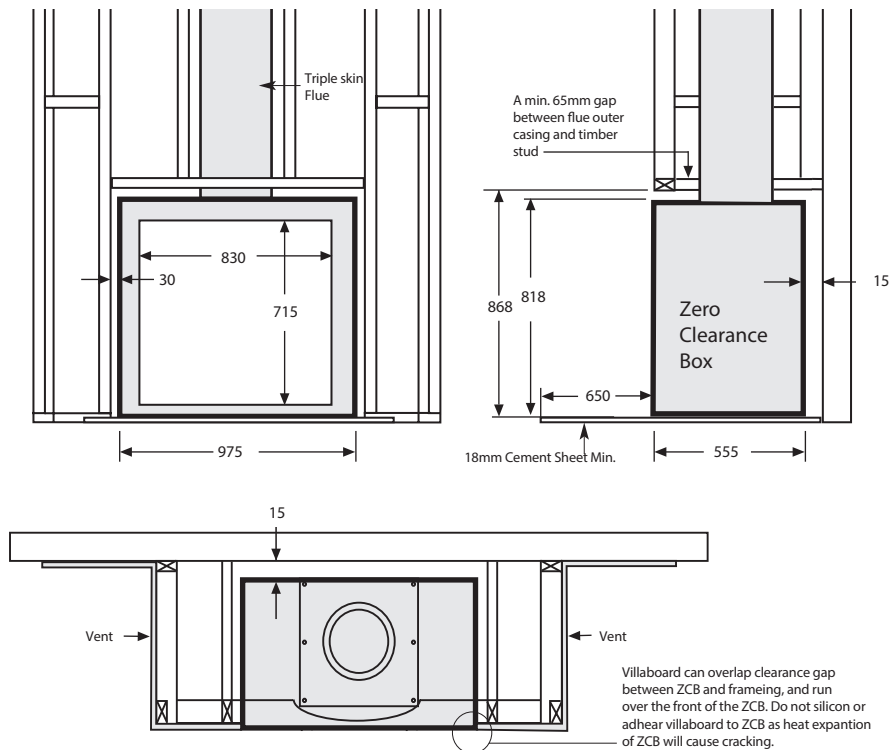 Triple skin
Flue
830
30
715
975
A min. 65mm gap
between flue outer
casing and timber
stud
868
818
15
Zero
Clearance
Box
650
18mm Cement Sheet Min.
555
15
Vent
Vent
Villaboard can overlap clearance gap
between ZCB and frameing, and run
over the front of the ZCB. Do not silicon or
adhear villaboard to ZCB as heat expantion
of ZCB will cause cracking.